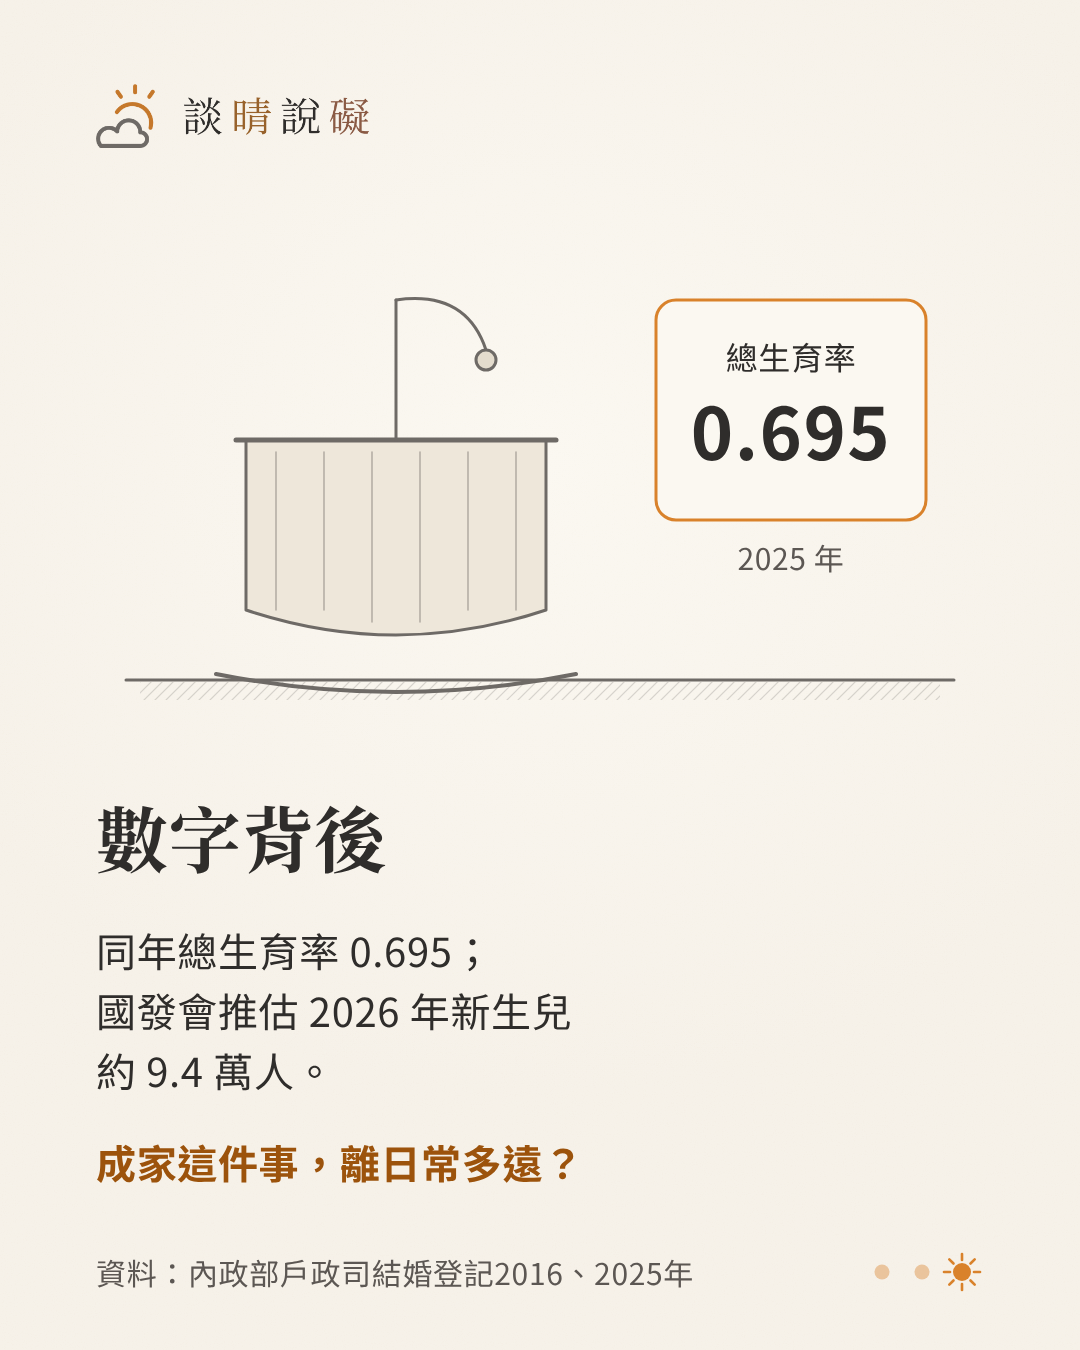 談晴說礙
總生育率
0.695
2025 年
數字背後
同年總生育率 0.695；
國發會推估 2026 年新生兒
約 9.4 萬人。
成家這件事，離日常多遠？
資料：內政部戶政司結婚登記2016、2025年